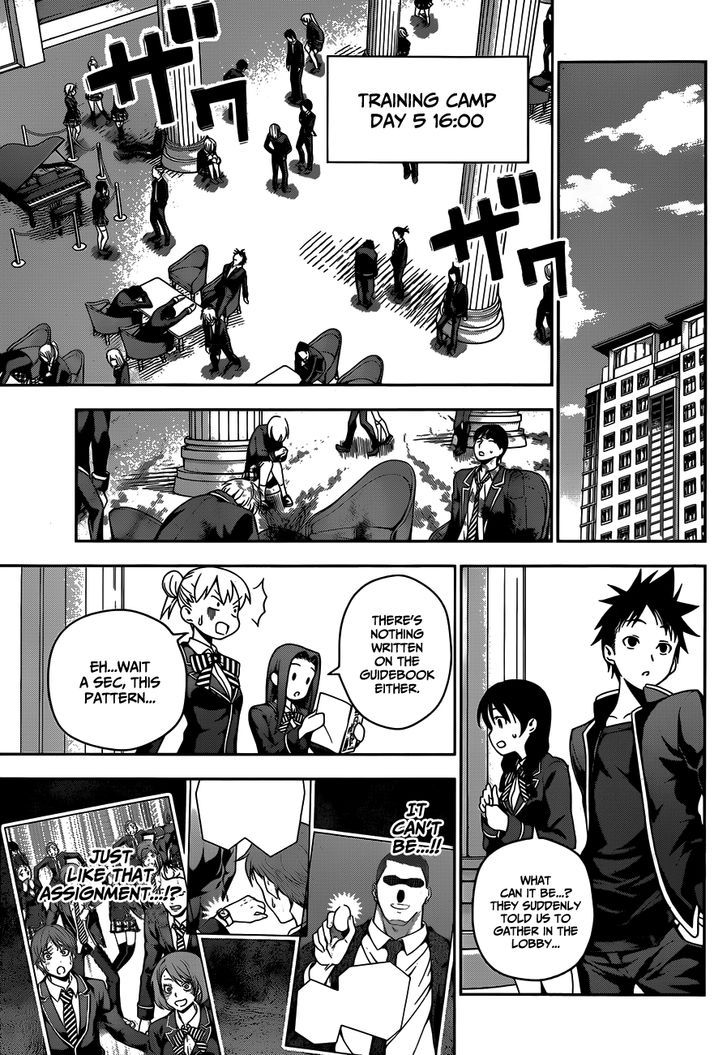 TRAINING CAMP
DAY 5 16:00
ザワ
ザワ
WHAT
CAN IT BE...?
THEY SUDDENLY
TOLD US TO
GATHER IN THE
LOBBY...
THERE'S
NOTHING
WRITTEN
ON THE
GUIDEBOOK
EITHER.
EH...WAIT
A SEC, THIS
PATTERN...
IT
CAN'T
BE...!!
JUST
LIKE THAT
ASSIGNMENT...!?